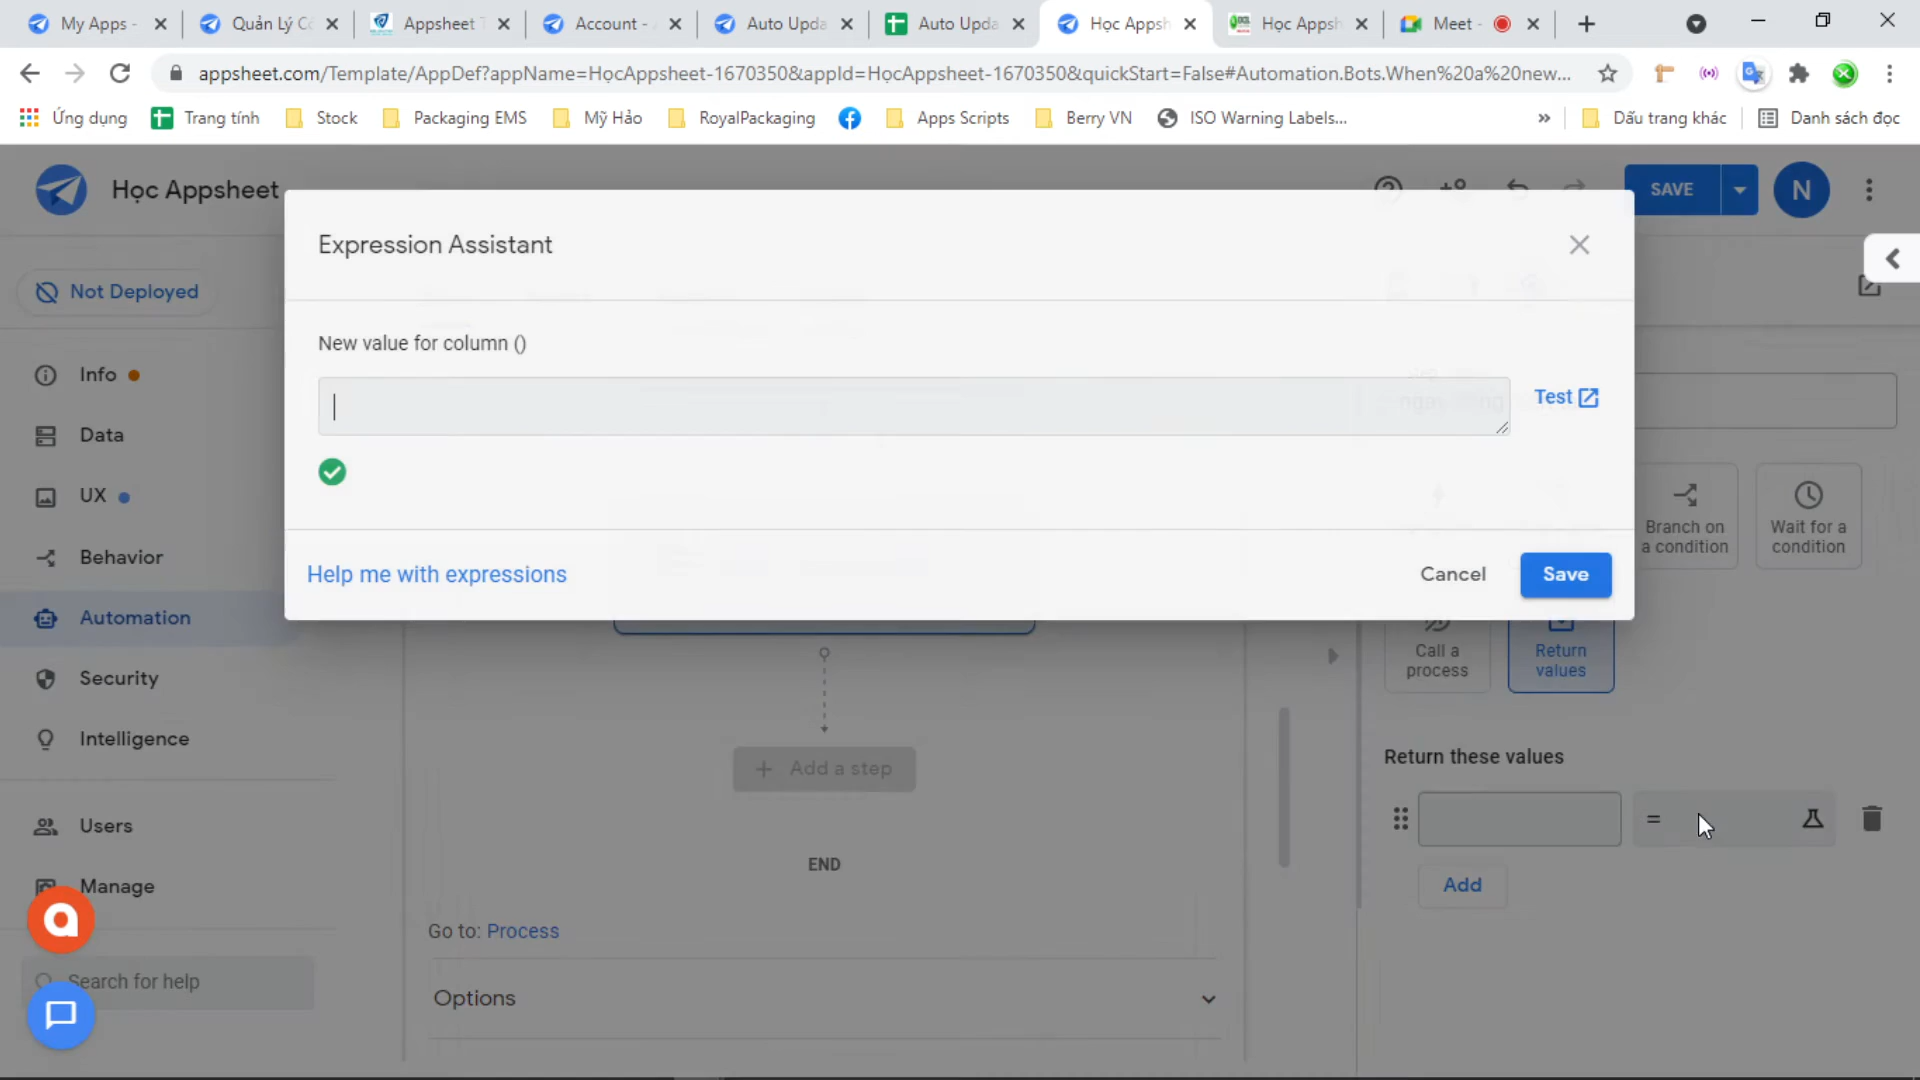 My Apps -
Quản Lý Cô
Appsheet T
Account - A
Auto Upda
Auto Upda
Học Appsh
Học Appsh
Meet -
appsheet.com/Template/AppDef?appName=HọcAppsheet-1670350&appId=HọcAppsheet-1670350&quickStart=False#Automation.Bots.When%20a%20new...
Ứng dụng
Trang tính
Stock
Packaging EMS
Mỹ Hảo
RoyalPackaging
Apps Scripts
Berry VN
ISO Warning Labels...
»
Dấu trang khác
Danh sách đọc
Học Appsheet
SAVE
N
Expression Assistant
Not Deployed
New value for column ()
Test
Info
Data
UX
Behavior
Automation
Security
Intelligence
Users
Manage
Search for help
Help me with expressions
Cancel
Save
Branch on
a condition
Wait for a
condition
Call a
process
Return
values
Return these values
=
Add
+ Add a step
END
Go to: Process
Options